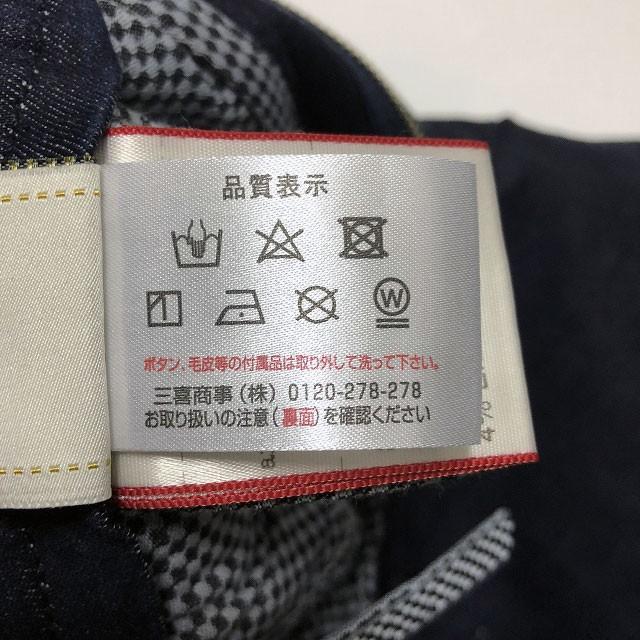 品質表示
W
ボタン、毛皮等の付属品は取り外して洗って下さい。
三喜商事(株) 0120-278-278
お取り扱いの注意(裏面)を確認ください
4%